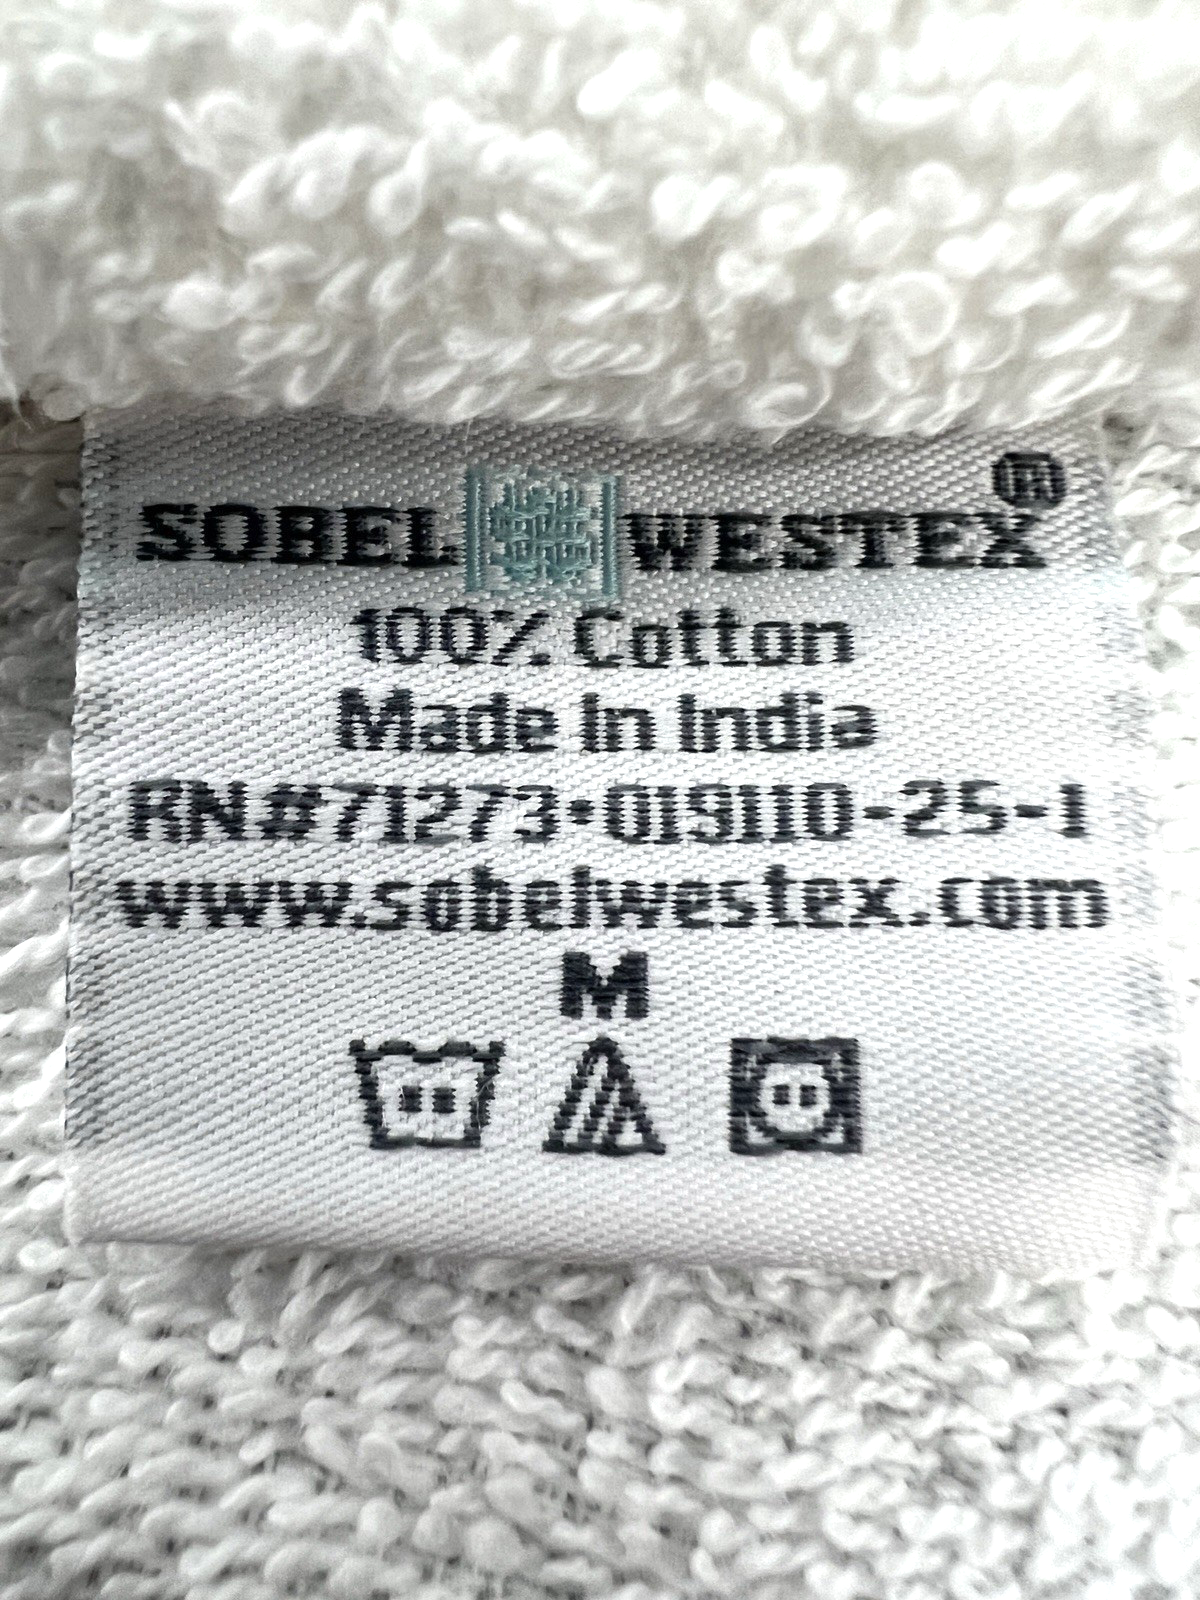 SOBEL WESTEX®
100% Cotton
Made In India
RN#71273•019110-25-1
www.sobelwestex.com
M